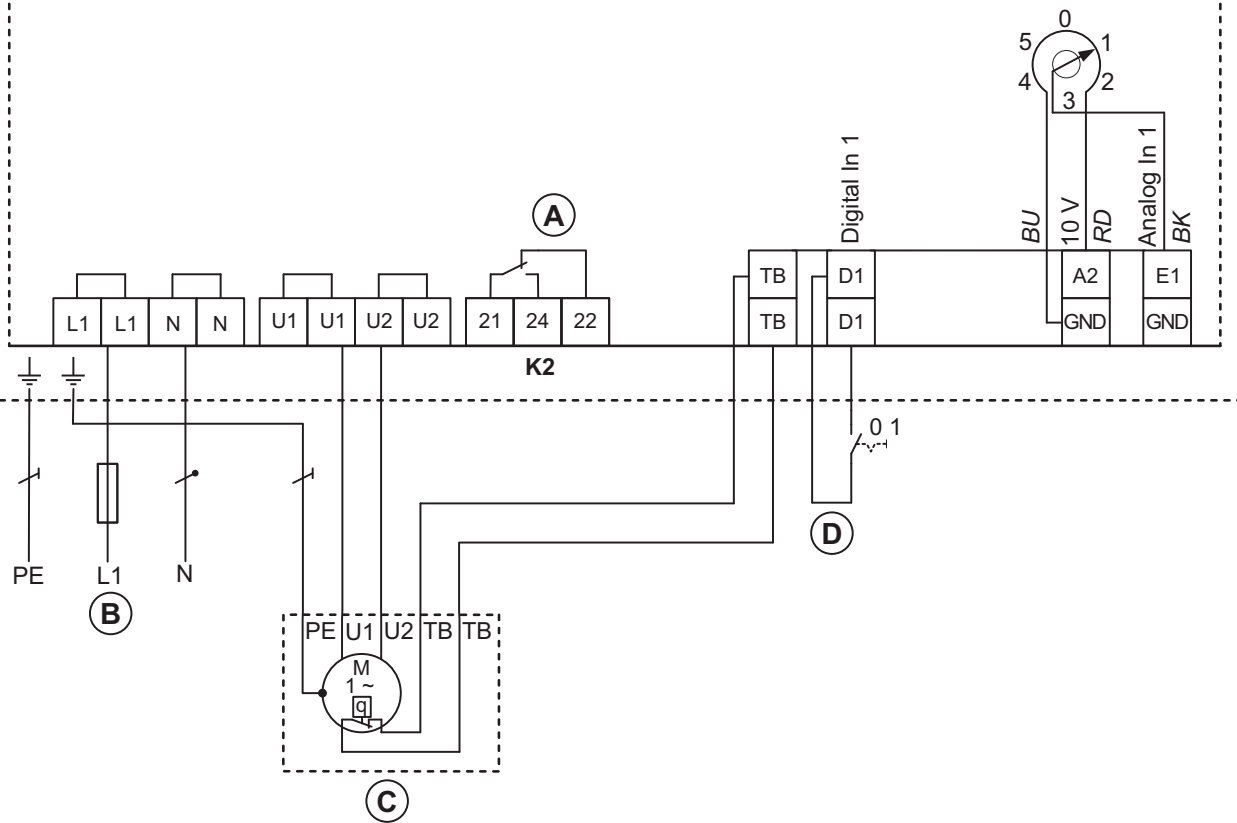 0
5 1
4 2
3
Digital In 1
BU
10 V
RD
Analog In 1
BK
A
TB D1 A2 E1
L1 L1 N N U1 U1 U2 U2 21 24 22 TB D1 GND GND
K2
0 1
D
PE L1 N
B
PE U1 U2 TB TB
M
1 ~
q
C